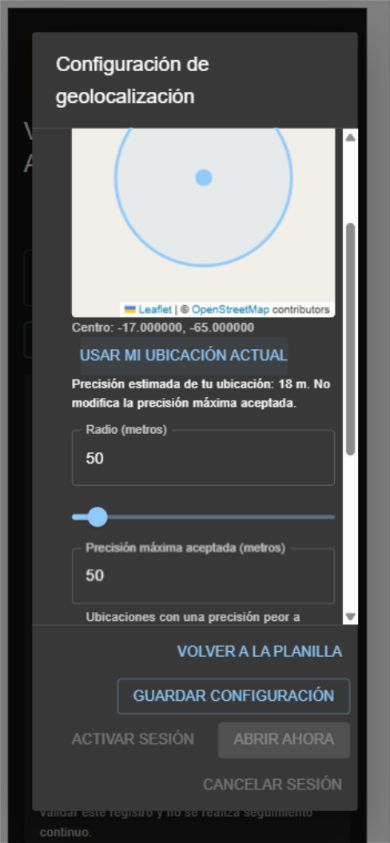 Configuración de
geolocalización
V
A
Leaflet | © OpenStreetMap contributors
Centro: -17.000000, -65.000000
USAR MI UBICACIÓN ACTUAL
Precisión estimada de tu ubicación: 18 m. No
modifica la precisión máxima aceptada.
Radio (metros)
50
Precisión máxima aceptada (metros)
50
Ubicaciones con una precisión peor a
VOLVER A LA PLANILLA
GUARDAR CONFIGURACIÓN
ACTIVAR SESIÓN
ABRIR AHORA
CANCELAR SESIÓN
validar este registro y no se realiza seguimiento
continuo.